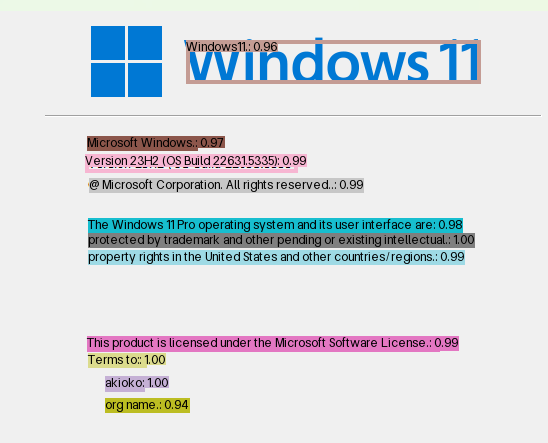 Windows 11
Windows11.: 0.96
Microsoft Windows.: 0.97
Version 23H2 (OS Build 22631.5335): 0.99
@ Microsoft Corporation. All rights reserved..: 0.99
The Windows 11 Pro operating system and its user interface are: 0.98
protected by trademark and other pending or existing intellectual.: 1.00
property rights in the United States and other countries/regions.: 0.99
This product is licensed under the Microsoft Software License.: 0.99
Terms to:: 1.00
akioko: 1.00
org name.: 0.94